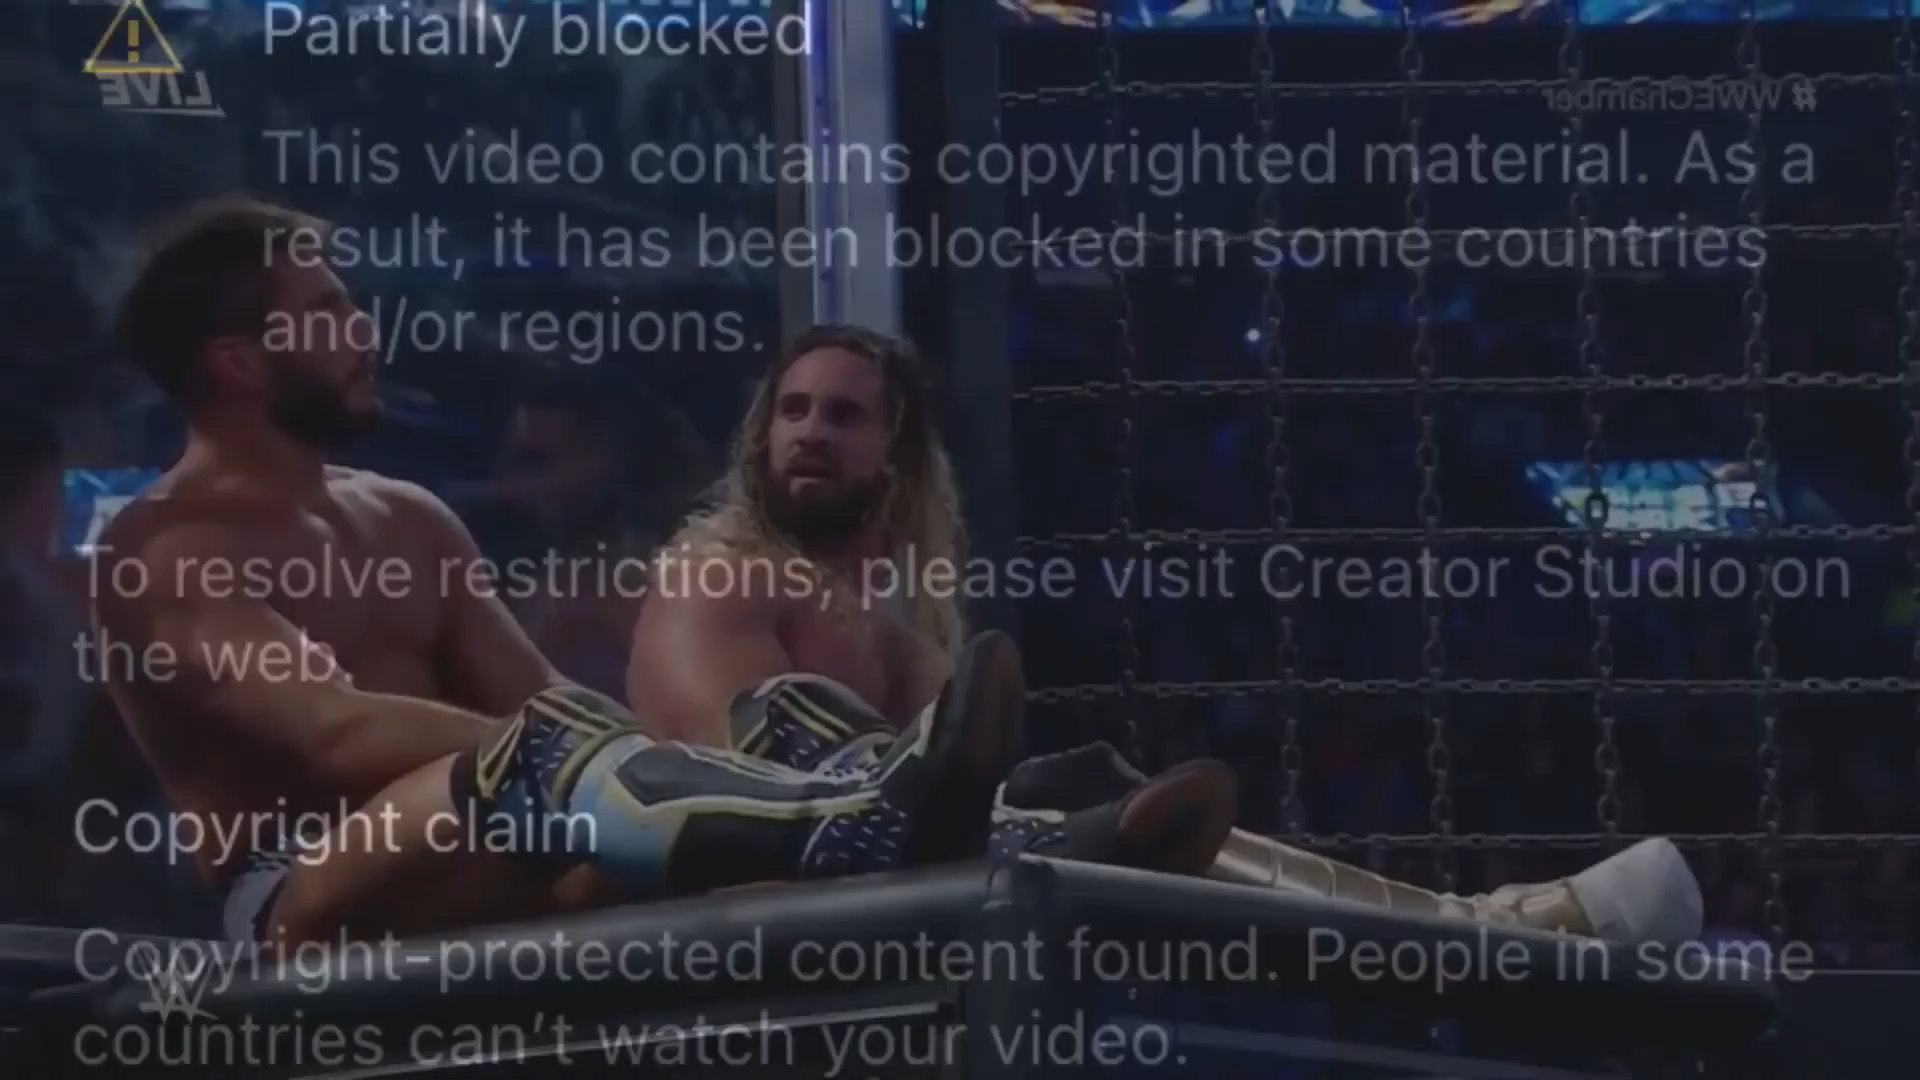 Partially blocked
LIVE
# WWEChamber
This video contains copyrighted material. As a
result, it has been blocked in some countries
and/or regions.
To resolve restrictions, please visit Creator Studio on
the web.
Copyright claim
Copyright-protected content found. People in some
W
countries can't watch your video.